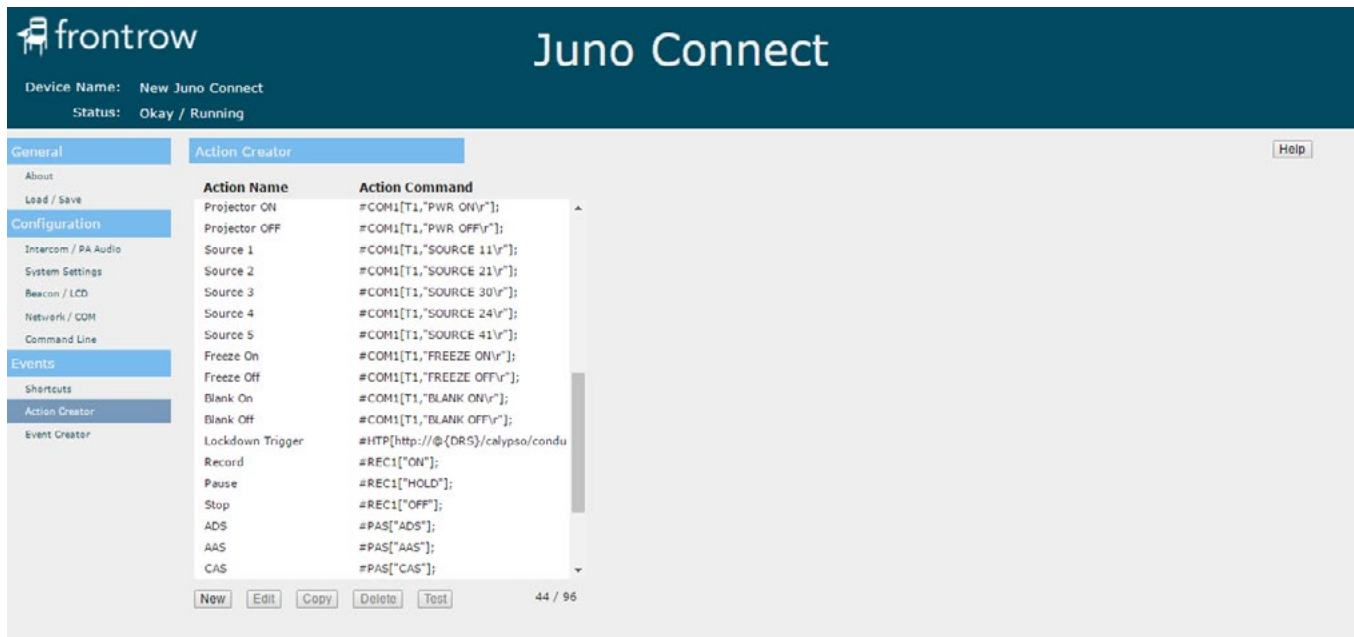 frontrow
Juno Connect
Device Name: New Juno Connect
Status: Okay / Running
General
About
Load / Save
Configuration
Intercom / PA Audio
System Settings
Beacon / LCD
Network / COM
Command Line
Events
Shortcuts
Action Creator
Event Creator
Action Creator
Help
Action Name Action Command
Projector ON #COM1[T1,"PWR ON\r"];
Projector OFF #COM1[T1,"PWR OFF\r"];
Source 1 #COM1[T1,"SOURCE 11\r"];
Source 2 #COM1[T1,"SOURCE 21\r"];
Source 3 #COM1[T1,"SOURCE 30\r"];
Source 4 #COM1[T1,"SOURCE 24\r"];
Source 5 #COM1[T1,"SOURCE 41\r"];
Freeze On #COM1[T1,"FREEZE ON\r"];
Freeze Off #COM1[T1,"FREEZE OFF\r"];
Blank On #COM1[T1,"BLANK ON\r"];
Blank Off #COM1[T1,"BLANK OFF\r"];
Lockdown Trigger #HTP[http://@{DRS}/calypso/condu
Record #REC1["ON"];
Pause #REC1["HOLD"];
Stop #REC1["OFF"];
ADS #PAS["ADS"];
AAS #PAS["AAS"];
CAS #PAS["CAS"];
New Edit Copy Delete Test 44 / 96